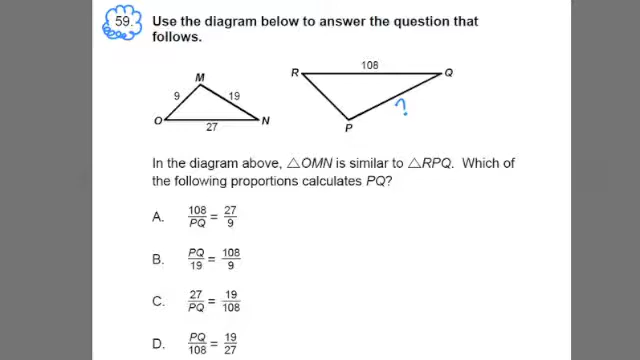 59. Use the diagram below to answer the question that
follows.
M
9
19
O
27
N
R
108
Q
?
P
In the diagram above, △OMN is similar to △RPQ. Which of
the following proportions calculates PQ?
A. 108/PQ = 27/9
B. PQ/19 = 108/9
C. 27/PQ = 19/108
D. PQ/108 = 19/27